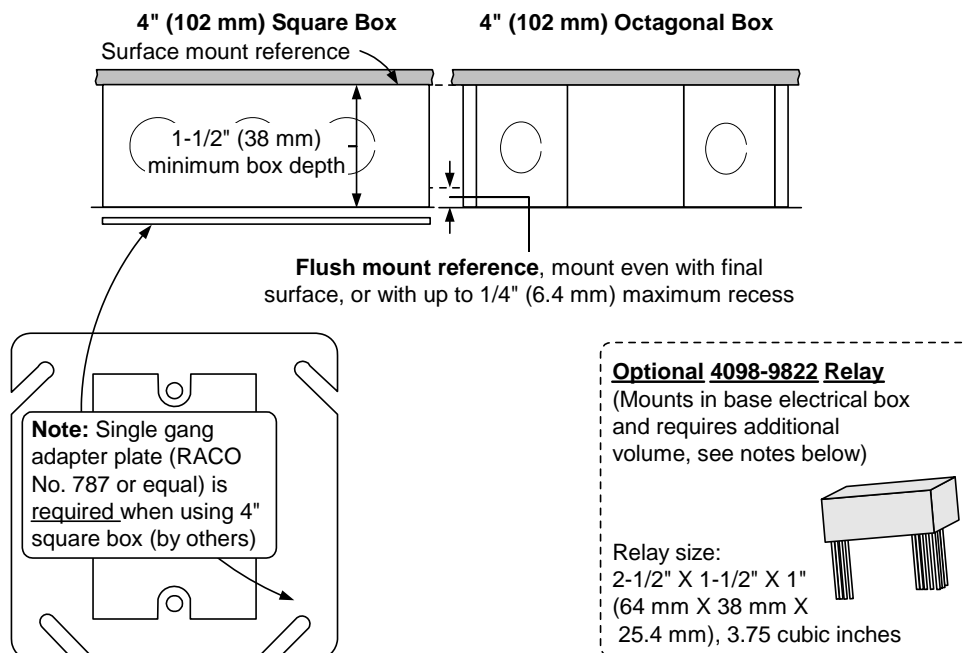 4" (102 mm) Square Box
4" (102 mm) Octagonal Box
Surface mount reference
1-1/2" (38 mm)
minimum box depth
Flush mount reference, mount even with final
surface, or with up to 1/4" (6.4 mm) maximum recess
Note: Single gang
adapter plate (RACO
No. 787 or equal) is
required when using 4"
square box (by others)
Optional 4098-9822 Relay
(Mounts in base electrical box
and requires additional
volume, see notes below)
Relay size:
2-1/2" X 1-1/2" X 1"
(64 mm X 38 mm X
25.4 mm), 3.75 cubic inches